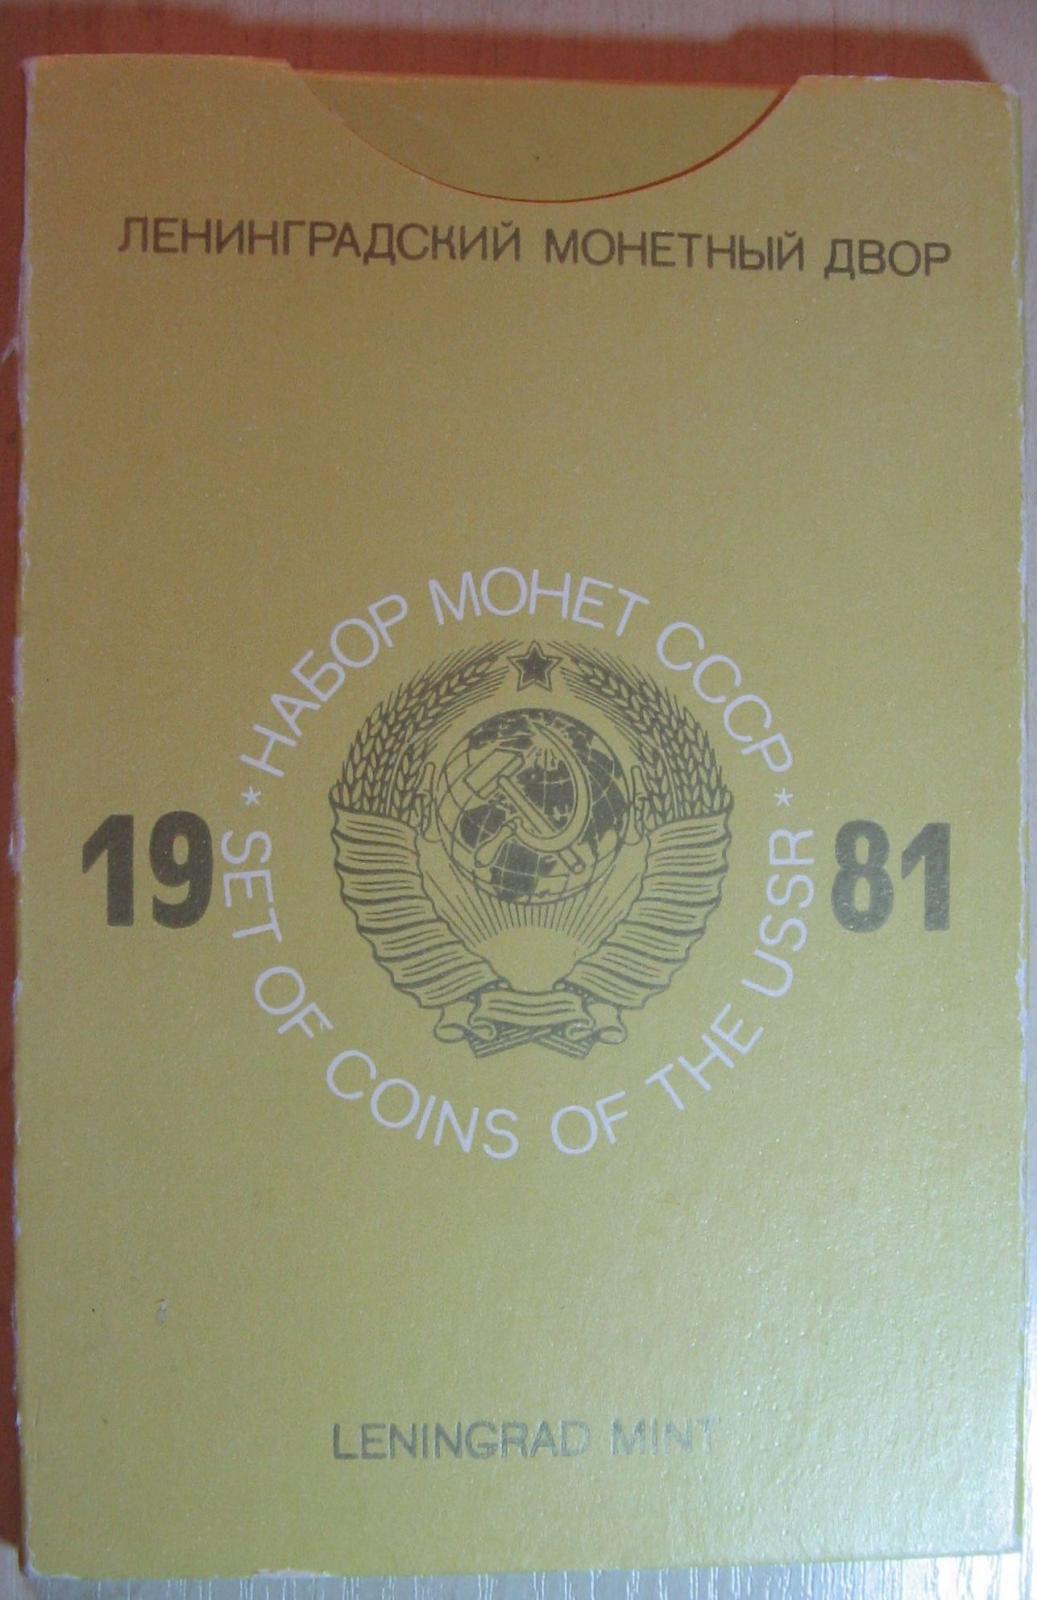 ЛЕНИНГРАДСКИЙ МОНЕТНЫЙ ДВОР
* НАБОР МОНЕТ СССР *
19 81
SET OF COINS OF THE USSR
LENINGRAD MINT